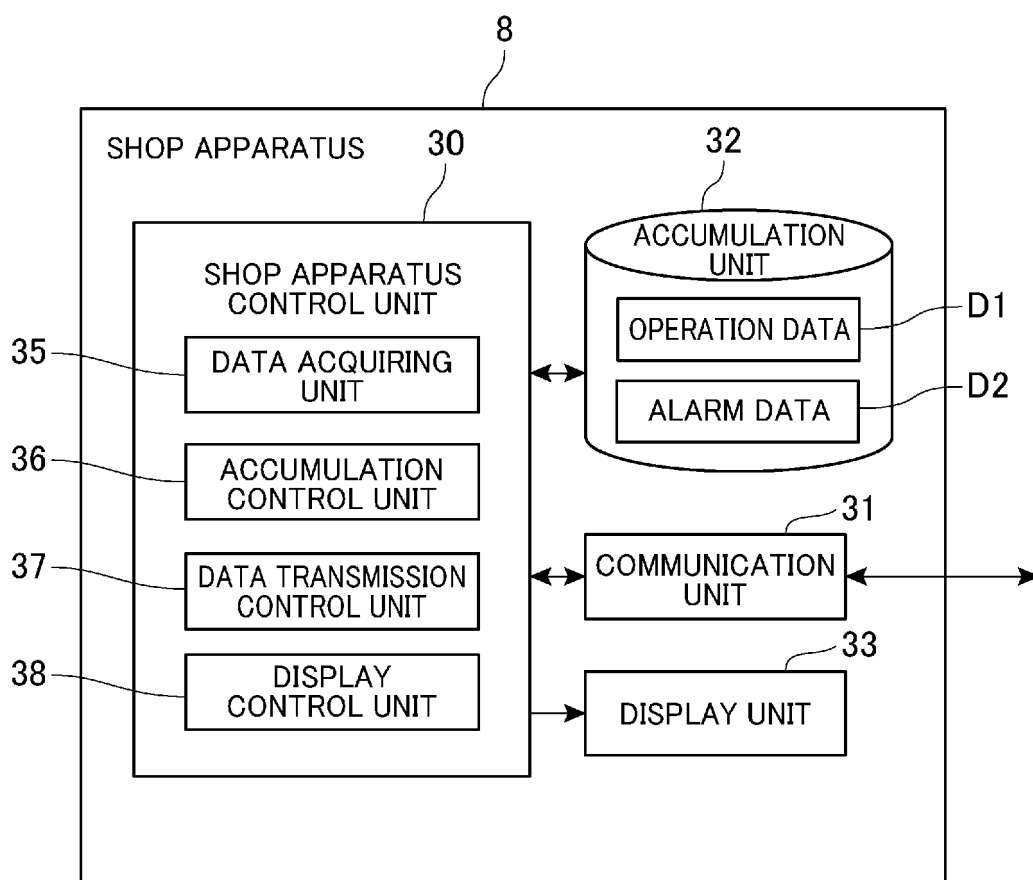 8
SHOP APPARATUS
30
32
SHOP APPARATUS
CONTROL UNIT
ACCUMULATION
UNIT
OPERATION DATA
D1
35
DATA ACQUIRING
UNIT
ALARM DATA
D2
36
ACCUMULATION
CONTROL UNIT
31
37
DATA TRANSMISSION
CONTROL UNIT
COMMUNICATION
UNIT
33
38
DISPLAY
CONTROL UNIT
DISPLAY UNIT